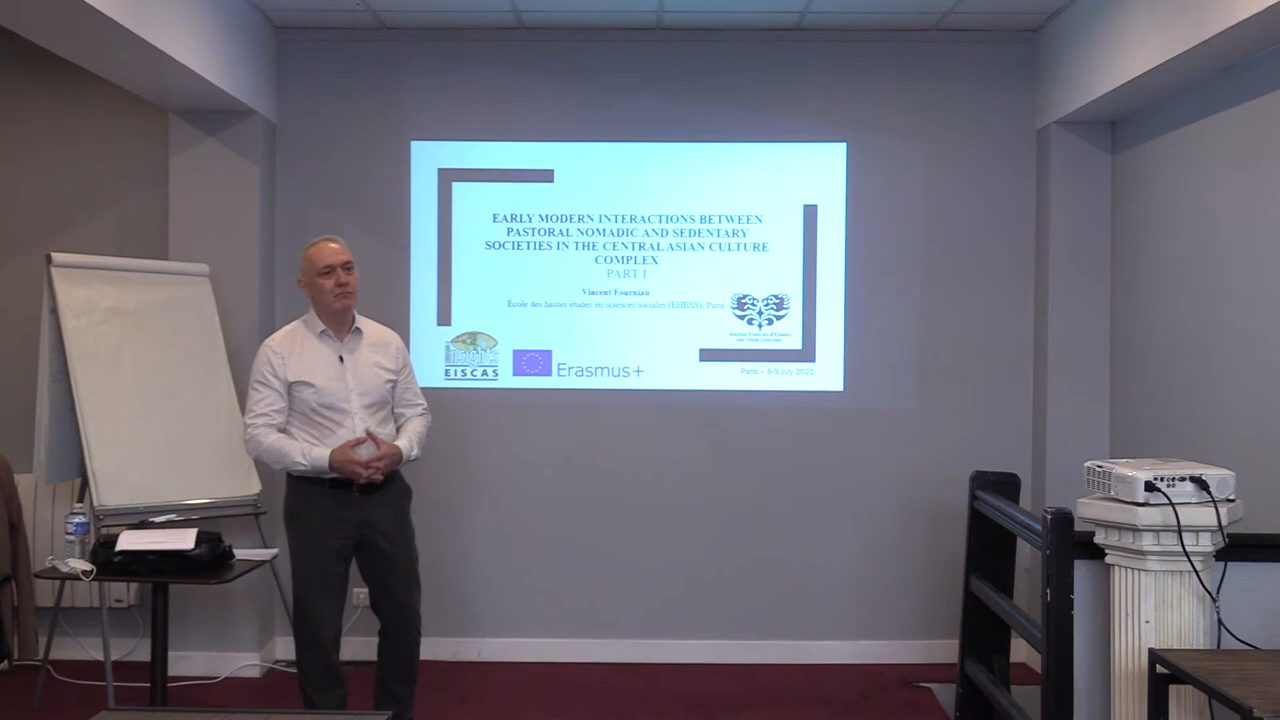 EARLY MODERN INTERACTIONS BETWEEN
PASTORAL NOMADIC AND SEDENTARY
SOCIETIES IN THE CENTRAL ASIAN CULTURE
COMPLEX
PART I
Vincent Fourniau
École des hautes études en sciences sociales (EHESS), Paris
insights
EISCAS
Erasmus+
Paris – 8-9 July 2021